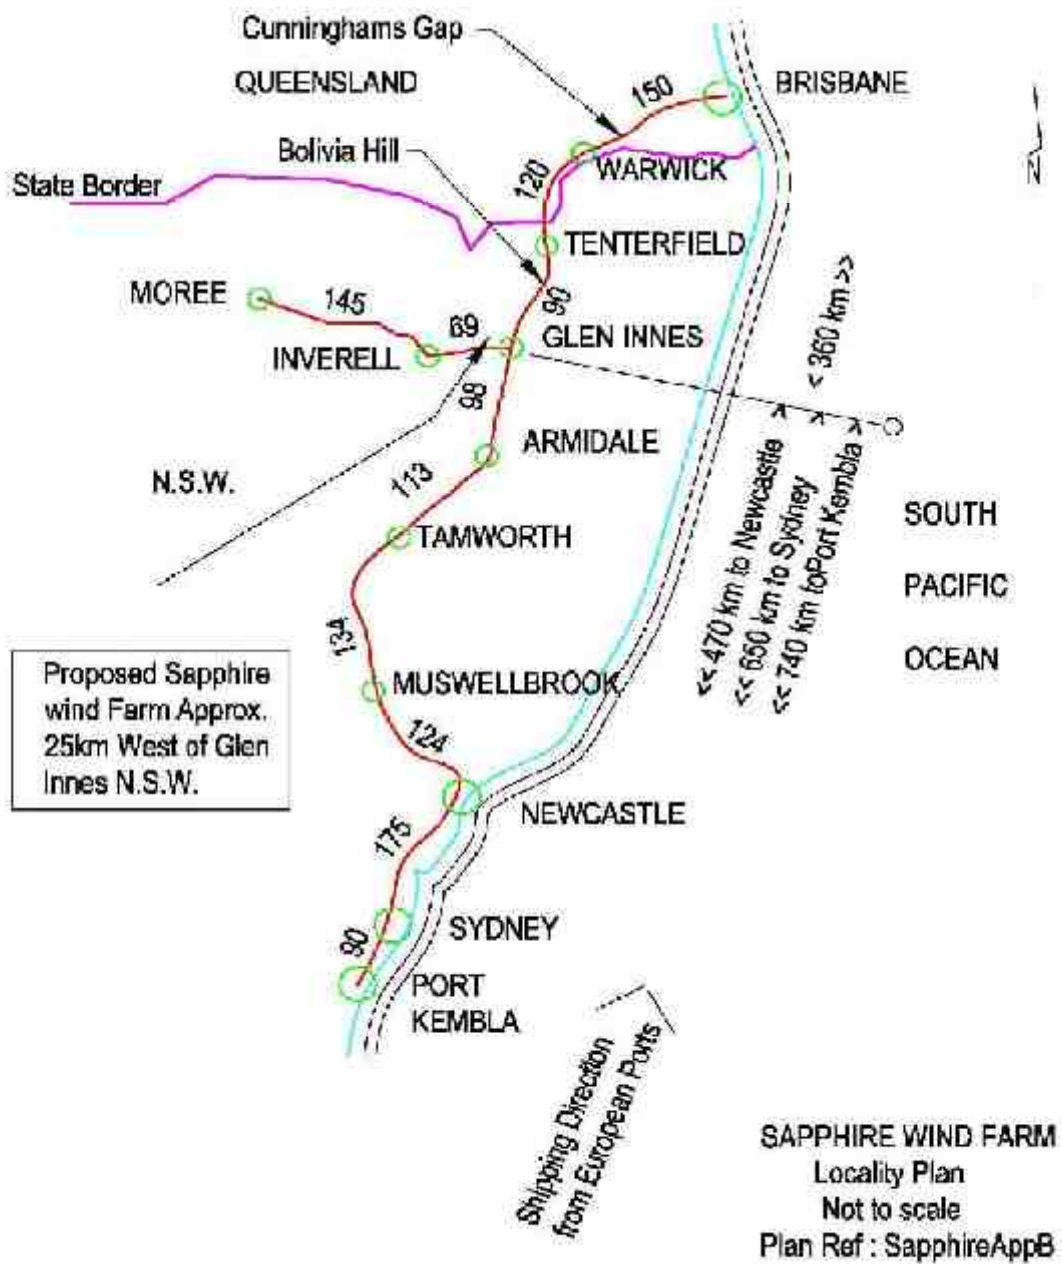 Cunninghams Gap
QUEENSLAND
150
BRISBANE
Bolivia Hill
State Border
120
WARWICK
N
TENTERFIELD
MOREE
145
90
69
GLEN INNES
< 360 km >>
INVERELL
98
ARMIDALE
N.S.W.
113
TAMWORTH
<< 470 km to Newcastle >
<< 650 km to Sydney >
<< 740 km toPort Kembla >
SOUTH
PACIFIC
OCEAN
134
Proposed Sapphire
wind Farm Approx.
25km West of Glen
Innes N.S.W.
MUSWELLBROOK
124
NEWCASTLE
175
SYDNEY
90
PORT
KEMBLA
Shipping Direction
from European Ports
SAPPHIRE WIND FARM
Locality Plan
Not to scale
Plan Ref : SapphireAppB